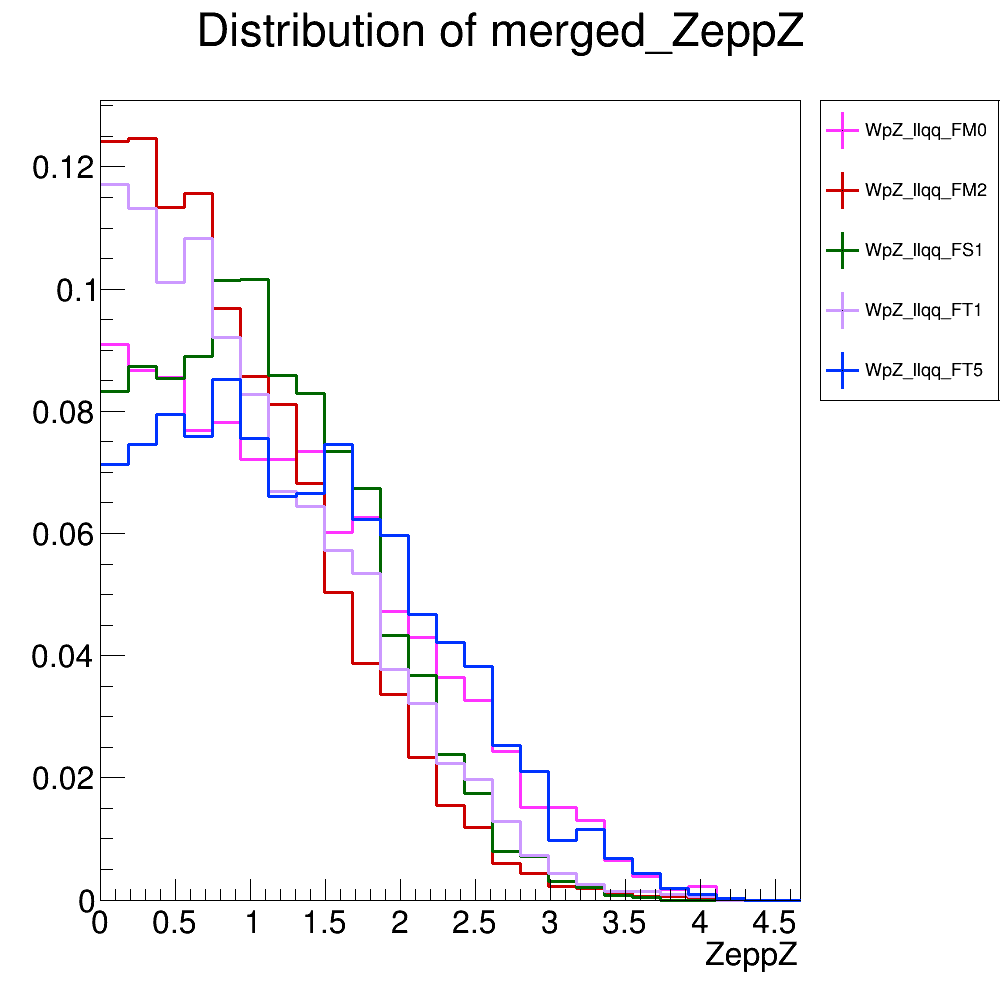 Distribution of merged_ZeppZ
WpZ_llqq_FM0
WpZ_llqq_FM2
WpZ_llqq_FS1
WpZ_llqq_FT1
WpZ_llqq_FT5
0.12
0.1
0.08
0.06
0.04
0.02
0
0 0.5 1 1.5 2 2.5 3 3.5 4 4.5
ZeppZ